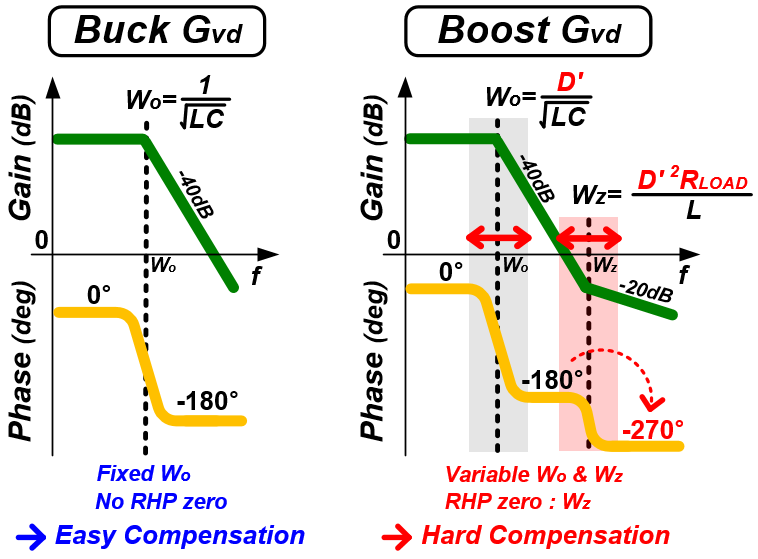 Buck Gvd
Wo= 1/√LC
Gain (dB)
-40dB
0
Wo
f
Phase (deg)
0°
-180°
Fixed Wo
No RHP zero
→ Easy Compensation
Boost Gvd
Wo= D'/√LC
Wz= D'²RLOAD/L
Gain (dB)
-40dB
0
Wo
Wz
f
-20dB
Phase (deg)
0°
-180°
-270°
Variable Wo & Wz
RHP zero : Wz
→ Hard Compensation